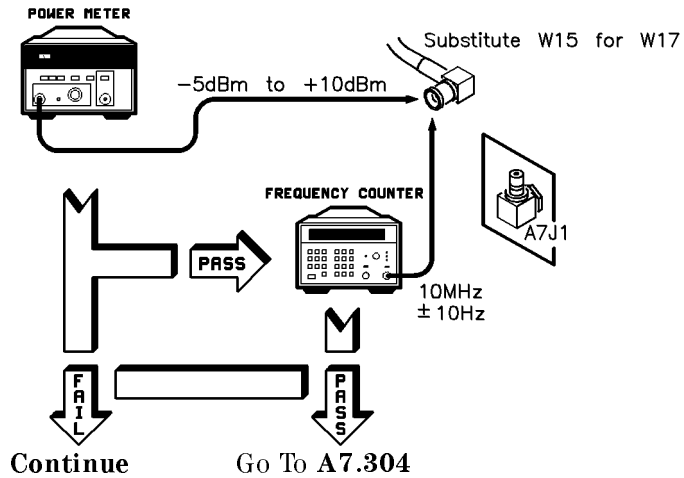 POWER METER
Substitute W15 for W17
-5dBm to +10dBm
FREQUENCY COUNTER
A7J1
PASS
10MHz
± 10Hz
FAIL
PASS
Continue
Go To A7.304